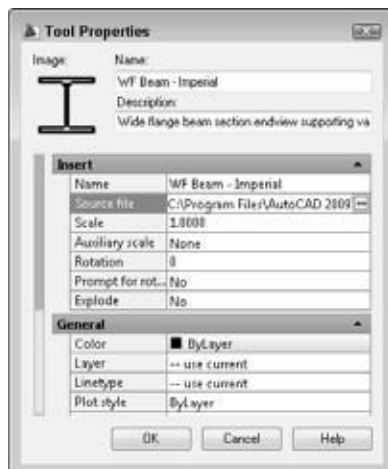 Tool Properties
Image:
Name:
WF Beam - Imperial
Description:
Wide flange beam section endview supporting va
Insert
Name WF Beam - Imperial
Source file C:\Program Files\AutoCAD 2009
Scale 1.0000
Auxiliary scale None
Rotation 0
Prompt for rot... No
Explode No
General
Color ByLayer
Layer -- use current
Linetype -- use current
Plot style ByLayer
OK Cancel Help